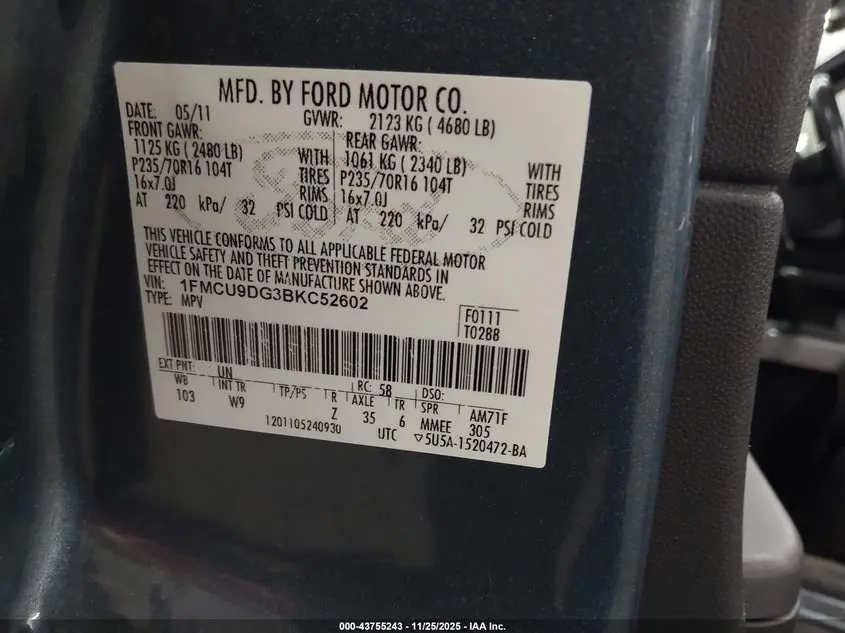 MFD. BY FORD MOTOR CO.
DATE: 05/11 GVWR: 2123 KG ( 4680 LB)
FRONT GAWR: REAR GAWR:
1125 KG ( 2480 LB) WITH 1061 KG ( 2340 LB) WITH
P235/70R16 104T TIRES P235/70R16 104T TIRES
16x7.0J RIMS 16x7.0J RIMS
AT 220 kPa/ 32 PSI COLD AT 220 kPa/ 32 PSI COLD
THIS VEHICLE CONFORMS TO ALL APPLICABLE FEDERAL MOTOR
VEHICLE SAFETY AND THEFT PREVENTION STANDARDS IN
EFFECT ON THE DATE OF MANUFACTURE SHOWN ABOVE.
VIN: 1FMCU9DG3BKC52602
TYPE: MPV
F0111
T0288
EXT PNT: UN RC: 58 DSO:
WB INT TR TP/PS R AXLE TR SPR AM71F
103 W9 Z 35 6 MMEE 305
1201105240930 UTC ▽5U5A-1520472-BA
000-43755243 - 11/25/2025 - IAA Inc.